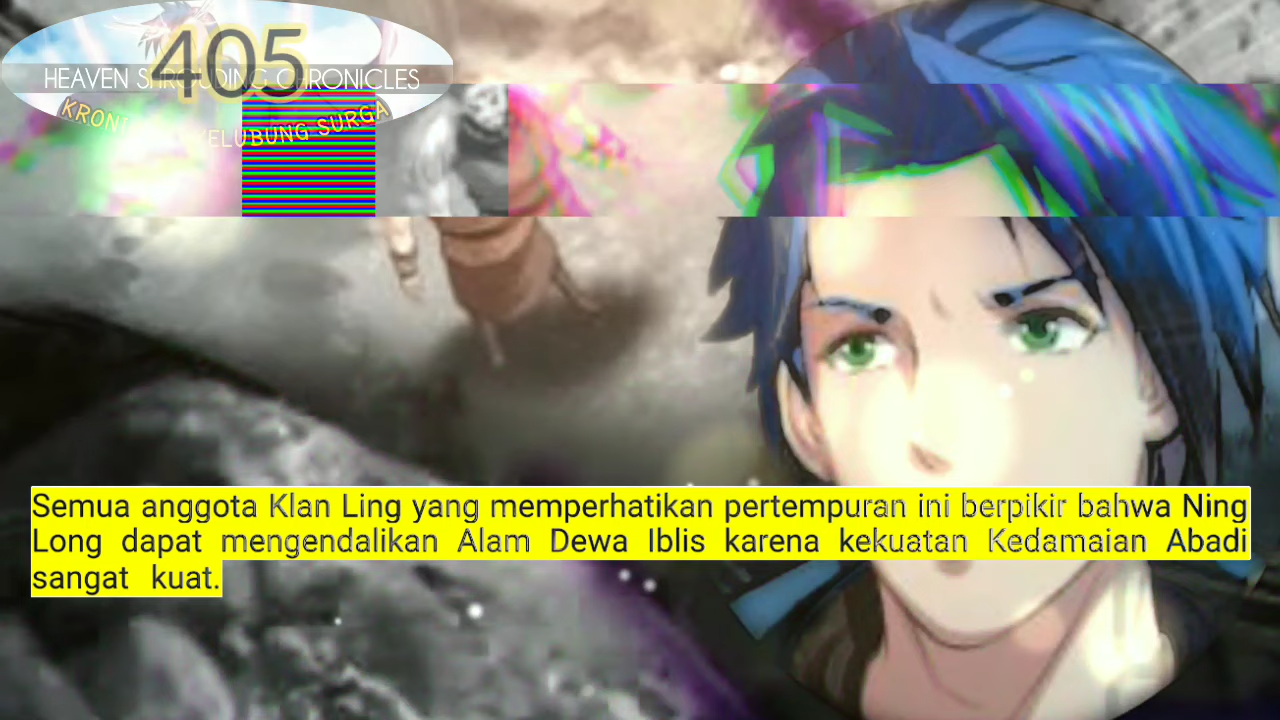 405
HEAVEN SHROUDING CHRONICLES
SURGA
Semua anggota Klan Ling yang memperhatikan pertempuran ini berpikir bahwa Ning
Long dapat mengendalikan Alam Dewa Iblis karena kekuatan Kedamaian Abadi
sangat kuat.